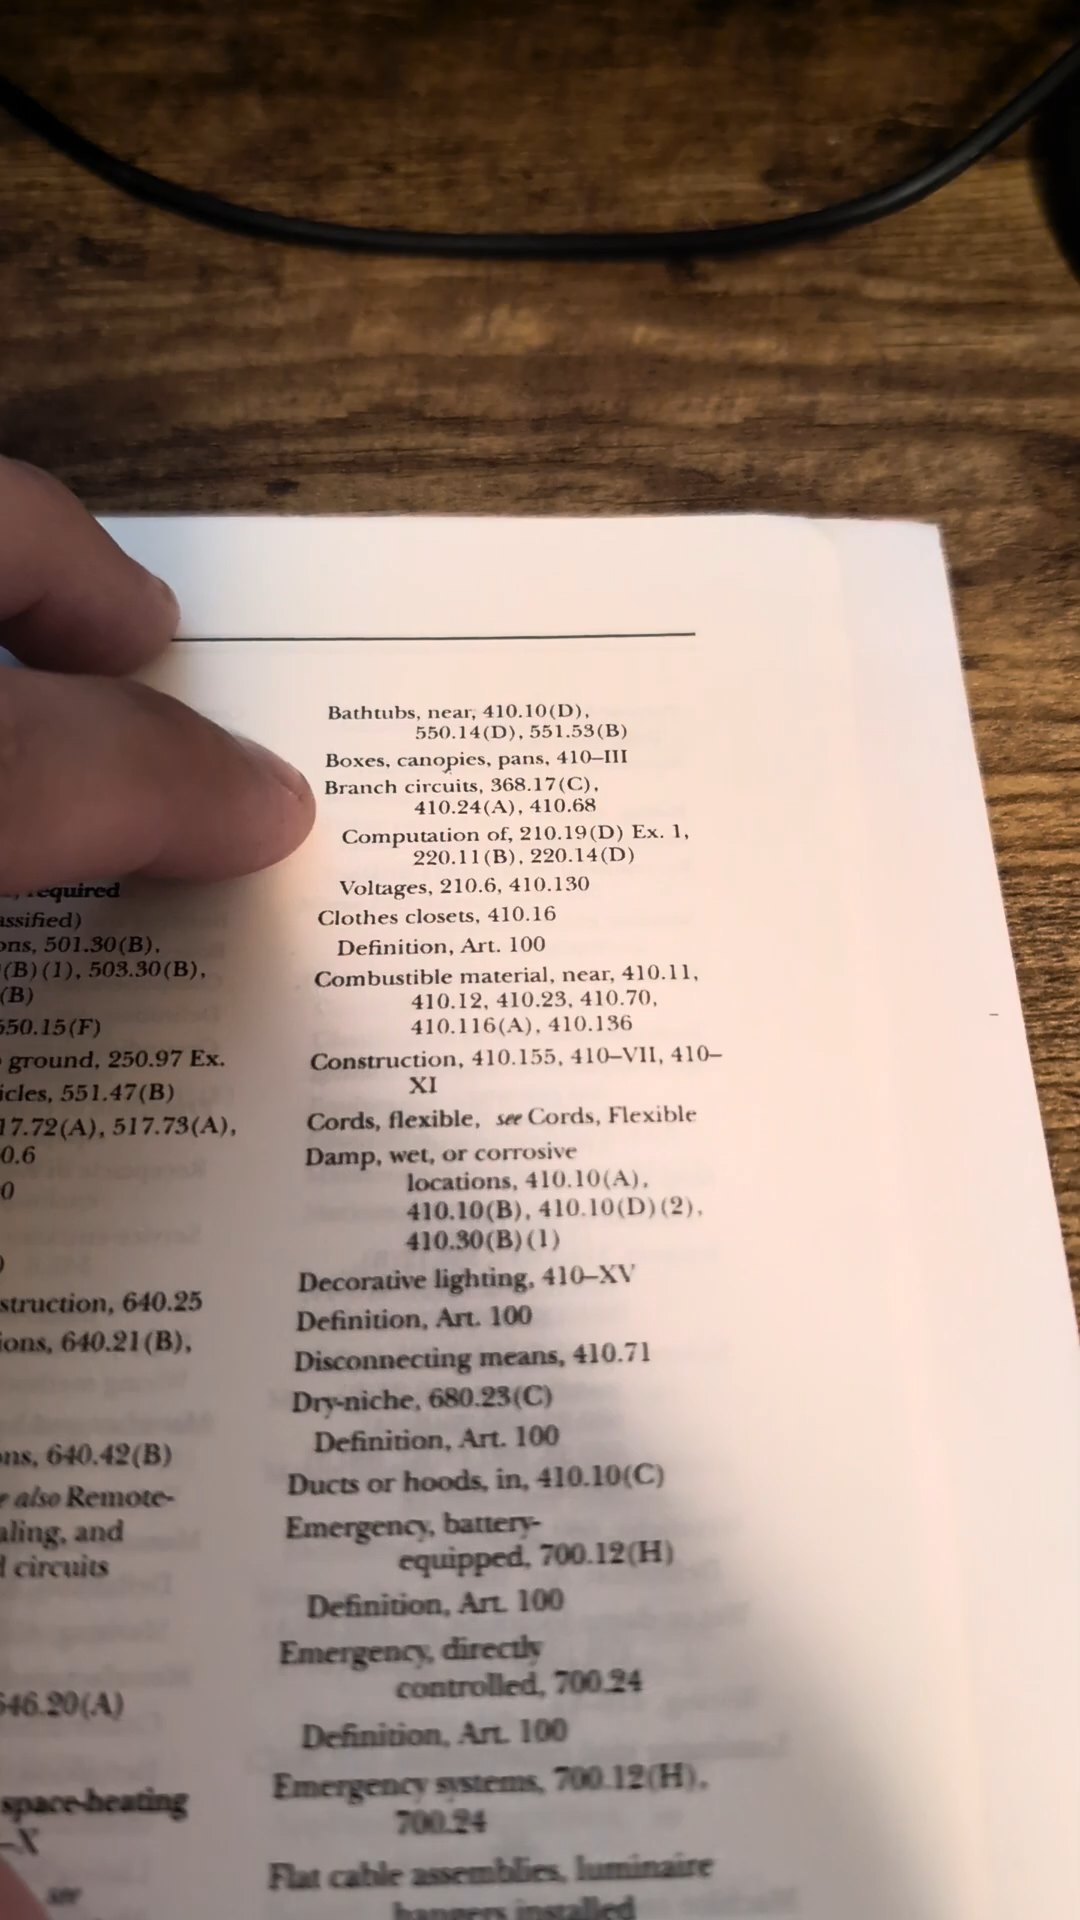 required
assified)
ons, 501.30(B),
(B)(1), 503.30(B),
(B)
550.15(F)
ground, 250.97 Ex.
icles, 551.47(B)
17.72(A), 517.73(A),
0.6
0
)
struction, 640.25
ions, 640.21(B),
ons, 640.42(B)
also Remote-
aling, and
circuits
646.20(A)
space-heating
–X
see
Bathtubs, near, 410.10(D),
550.14(D), 551.53(B)
Boxes, canopies, pans, 410–III
Branch circuits, 368.17(C),
410.24(A), 410.68
Computation of, 210.19(D) Ex. 1,
220.11(B), 220.14(D)
Voltages, 210.6, 410.130
Clothes closets, 410.16
Definition, Art. 100
Combustible material, near, 410.11,
410.12, 410.23, 410.70,
410.116(A), 410.136
Construction, 410.155, 410–VII, 410–
XI
Cords, flexible, see Cords, Flexible
Damp, wet, or corrosive
locations, 410.10(A),
410.10(B), 410.10(D)(2),
410.30(B)(1)
Decorative lighting, 410–XV
Definition, Art. 100
Disconnecting means, 410.71
Dry-niche, 680.23(C)
Definition, Art. 100
Ducts or hoods, in, 410.10(C)
Emergency, battery-
equipped, 700.12(H)
Definition, Art. 100
Emergency, directly
controlled, 700.24
Definition, Art. 100
Emergency systems, 700.12(H),
700.24
Flat cable assemblies, luminaire
hangers installed